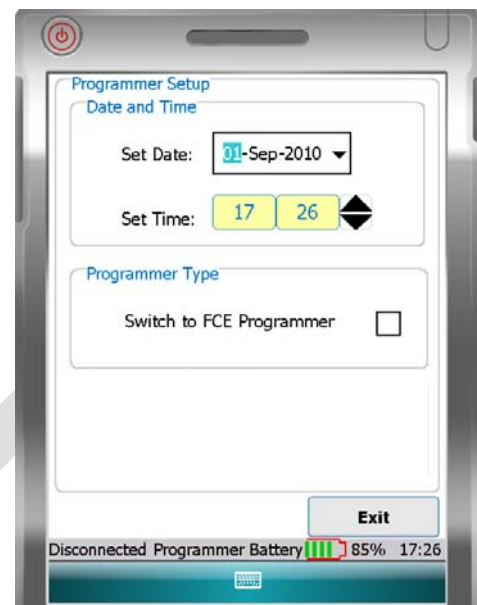 Programmer Setup
Date and Time
Set Date: 01-Sep-2010
Set Time: 17 26
Programmer Type
Switch to FCE Programmer
Exit
Disconnected Programmer Battery 85% 17:26